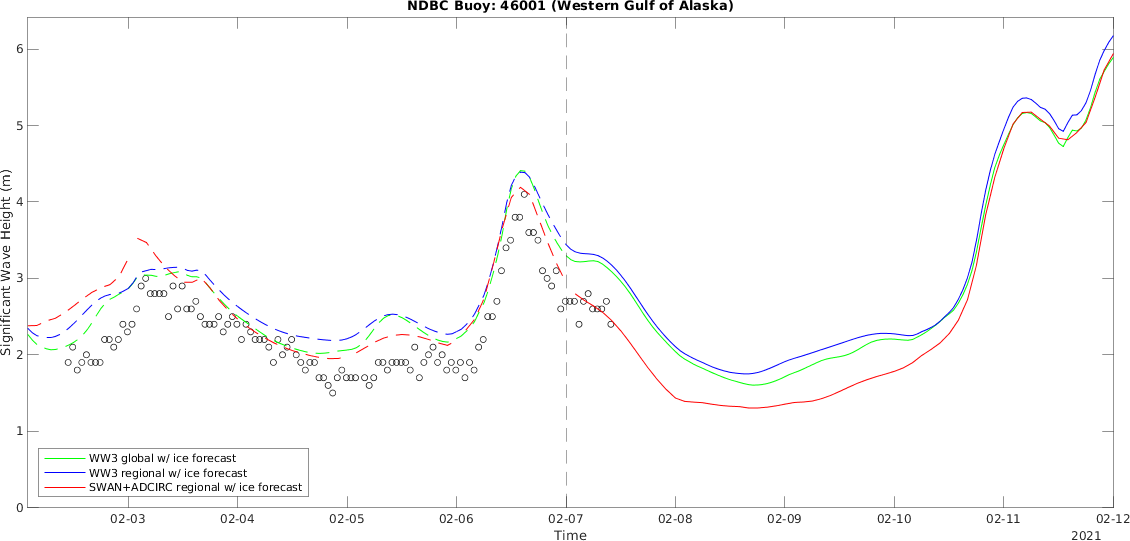 NDBC Buoy: 46001 (Western Gulf of Alaska)
Significant Wave Height (m)
6
5
4
3
2
1
0
WW3 global w/ ice forecast
WW3 regional w/ ice forecast
SWAN+ADCIRC regional w/ ice forecast
02-03 02-04 02-05 02-06 02-07 02-08 02-09 02-10 02-11 02-12
Time
2021